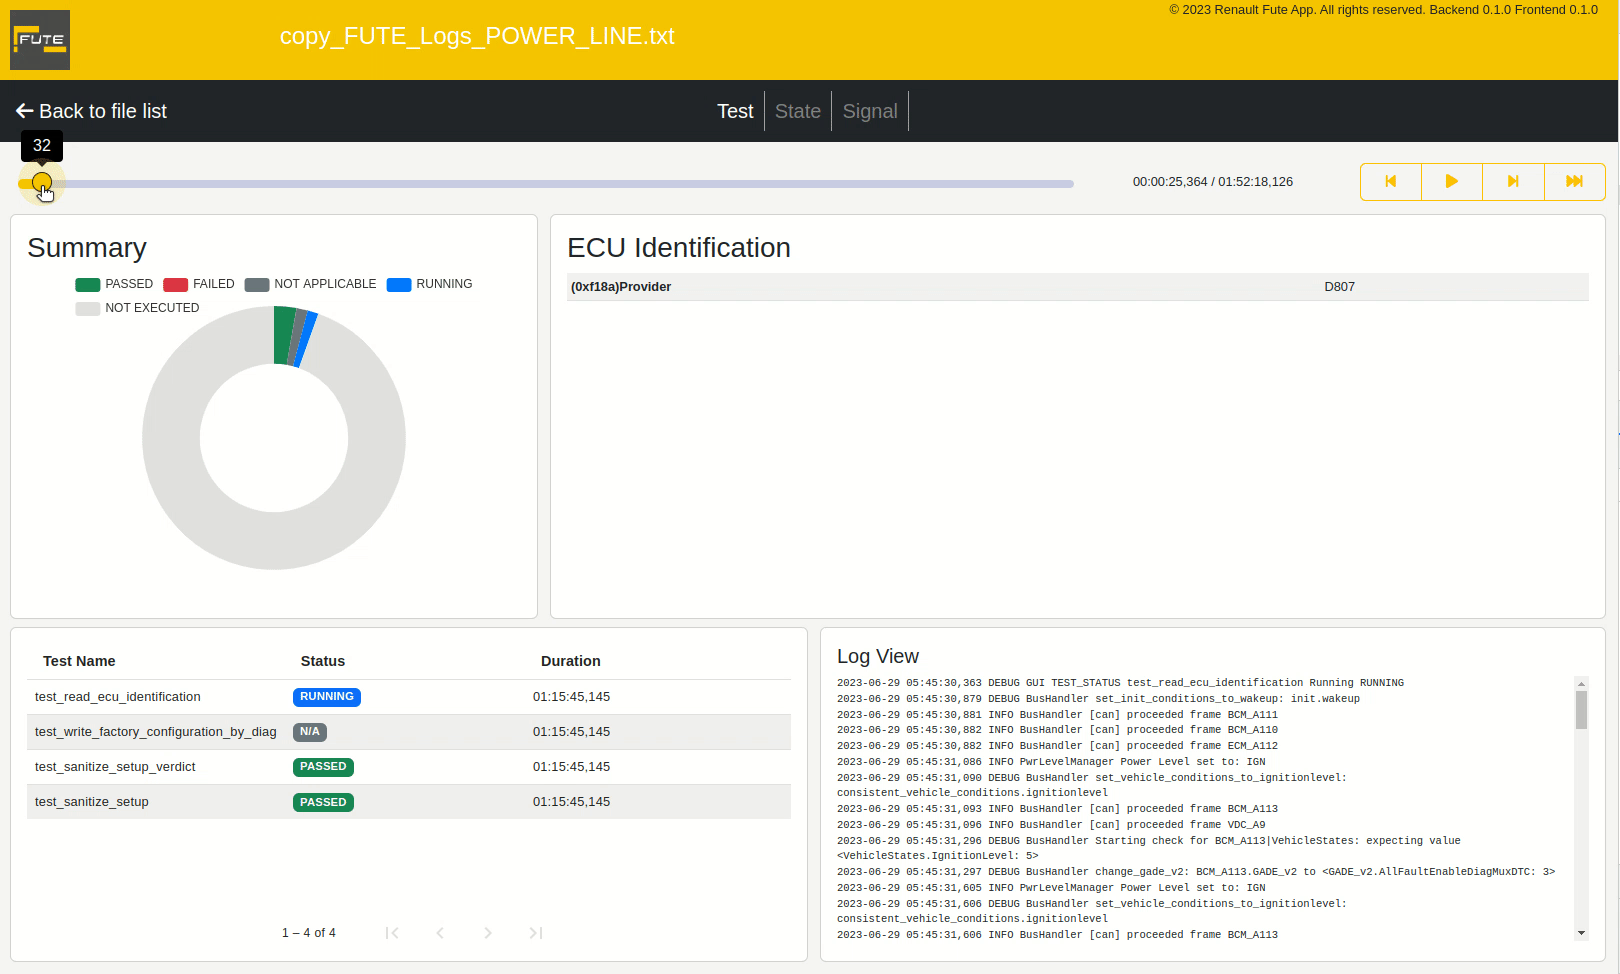 © 2023 Renault Fute App. All rights reserved. Backend 0.1.0 Frontend 0.1.0
FUTE
copy_FUTE_Logs_POWER_LINE.txt
Back to file list
Test
State
Signal
32
00:00:25,364 / 01:52:18,126
Summary
PASSED FAILED NOT APPLICABLE RUNNING
NOT EXECUTED
ECU Identification
(0xf18a)Provider D807
Test Name Status Duration
test_read_ecu_identification RUNNING 01:15:45,145
test_write_factory_configuration_by_diag N/A 01:15:45,145
test_sanitize_setup_verdict PASSED 01:15:45,145
test_sanitize_setup PASSED 01:15:45,145
1 – 4 of 4
Log View
2023-06-29 05:45:30,363 DEBUG GUI TEST_STATUS test_read_ecu_identification Running RUNNING
2023-06-29 05:45:30,879 DEBUG BusHandler set_init_conditions_to_wakeup: init.wakeup
2023-06-29 05:45:30,881 INFO BusHandler [can] proceeded frame BCM_A111
2023-06-29 05:45:30,882 INFO BusHandler [can] proceeded frame BCM_A110
2023-06-29 05:45:30,882 INFO BusHandler [can] proceeded frame ECM_A112
2023-06-29 05:45:31,086 INFO PwrLevelManager Power Level set to: IGN
2023-06-29 05:45:31,090 DEBUG BusHandler set_vehicle_conditions_to_ignitionlevel:
consistent_vehicle_conditions.ignitionlevel
2023-06-29 05:45:31,093 INFO BusHandler [can] proceeded frame BCM_A113
2023-06-29 05:45:31,096 INFO BusHandler [can] proceeded frame VDC_A9
2023-06-29 05:45:31,296 DEBUG BusHandler Starting check for BCM_A113|VehicleStates: expecting value
<VehicleStates.IgnitionLevel: 5>
2023-06-29 05:45:31,297 DEBUG BusHandler change_gade_v2: BCM_A113.GADE_v2 to <GADE_v2.AllFaultEnableDiagMuxDTC: 3>
2023-06-29 05:45:31,605 INFO PwrLevelManager Power Level set to: IGN
2023-06-29 05:45:31,606 DEBUG BusHandler set_vehicle_conditions_to_ignitionlevel:
consistent_vehicle_conditions.ignitionlevel
2023-06-29 05:45:31,606 INFO BusHandler [can] proceeded frame BCM_A113